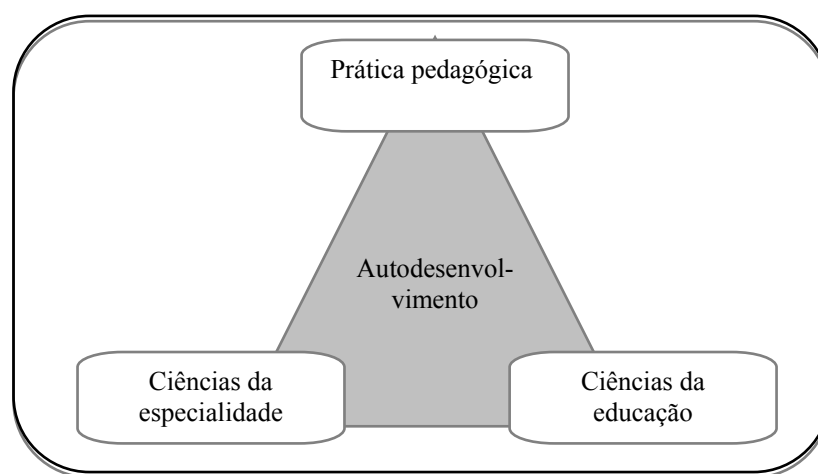 Prática pedagógica
Autodesenvol-
vimento
Ciências da
especialidade
Ciências da
educação